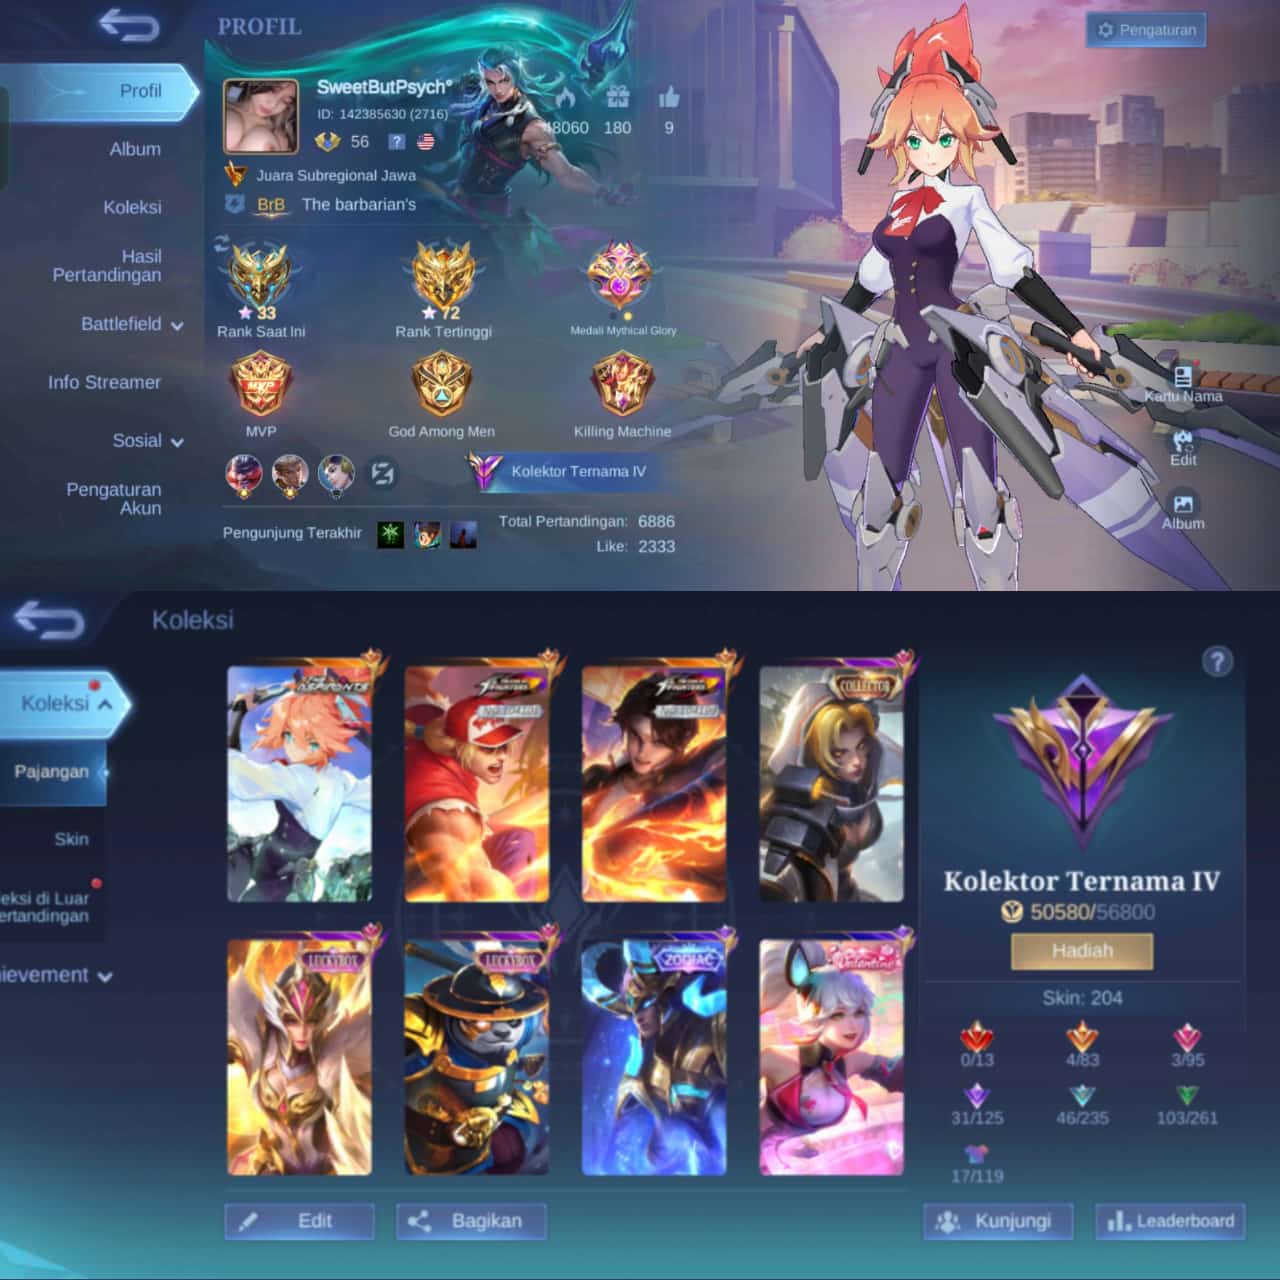 PROFIL
Pengaturan
Profil
Album
Koleksi
Hasil
Pertandingan
Battlefield
Info Streamer
Sosial
Pengaturan
Akun
SweetButPsych°
ID: 142385630 (2716)
56
?
48060
180
9
Juara Subregional Jawa
BrB
The barbarian's
33
Rank Saat Ini
72
Rank Tertinggi
3
Medali Mythical Glory
MVP
MVP
God Among Men
Killing Machine
Kolektor Ternama IV
Pengunjung Terakhir
Total Pertandingan: 6886
Like: 2333
Kartu Nama
Edit
Album
Koleksi
Koleksi
Pajangan
Skin
eksi di Luar
ertandingan
ievement
THE ASPIRANTS
FIGHTERS
FIGHTERS
COLLECTOR
LUCKYBOX
LUCKYBOX
ZODIAC
Valentine
?
Kolektor Ternama IV
50580/56800
Hadiah
Skin: 204
0/13
4/83
3/95
31/125
46/235
103/261
17/119
Edit
Bagikan
Kunjungi
Leaderboard